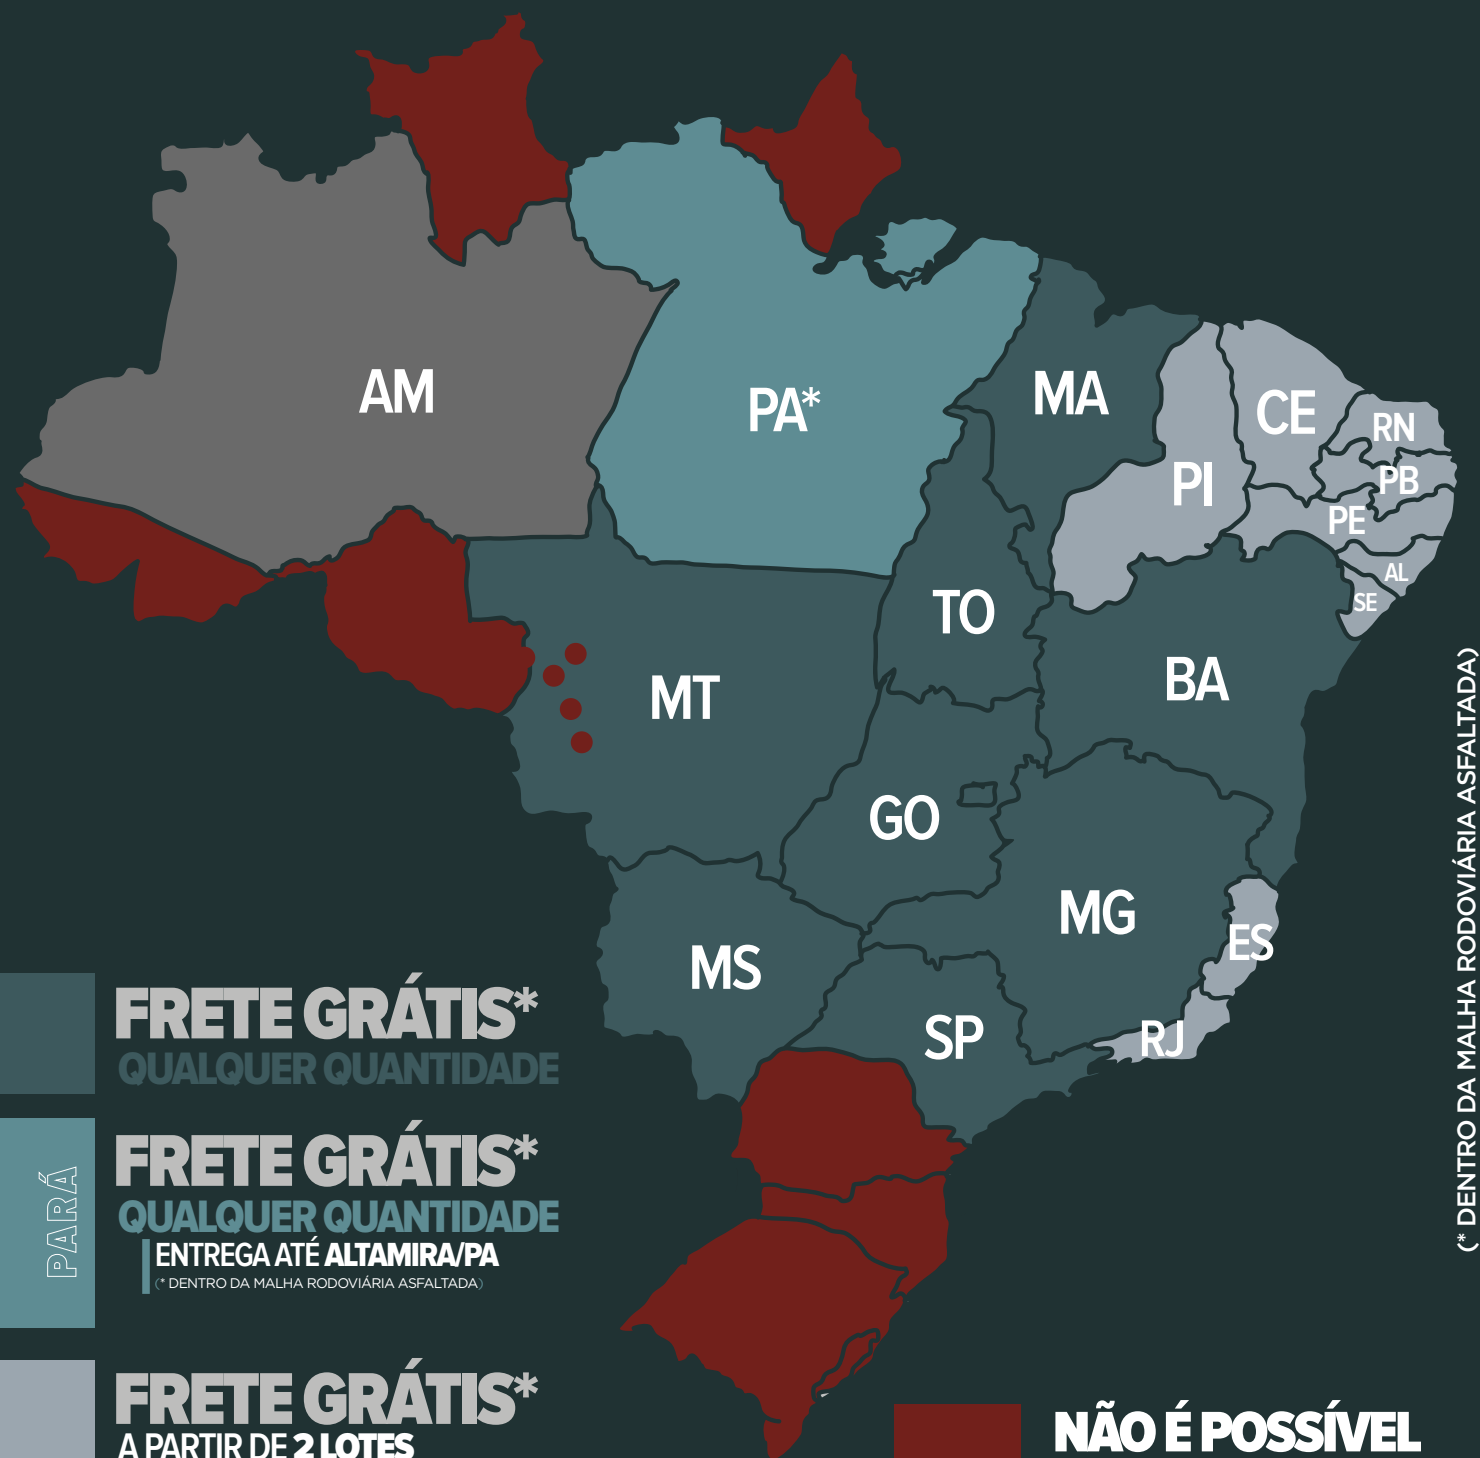 AM
PA*
MA
CE
RN
PI
PB
PE
AL
SE
TO
BA
MT
GO
MG
ES
MS
SP
RJ
(* DENTRO DA MALHA RODOVIÁRIA ASFALTADA)
FRETE GRÁTIS*
QUALQUER QUANTIDADE
PARÁ
FRETE GRÁTIS*
QUALQUER QUANTIDADE
ENTREGA ATÉ ALTAMIRA/PA
(* DENTRO DA MALHA RODOVIÁRIA ASFALTADA)
FRETE GRÁTIS*
A PARTIR DE 2 LOTES
NÃO É POSSÍVEL